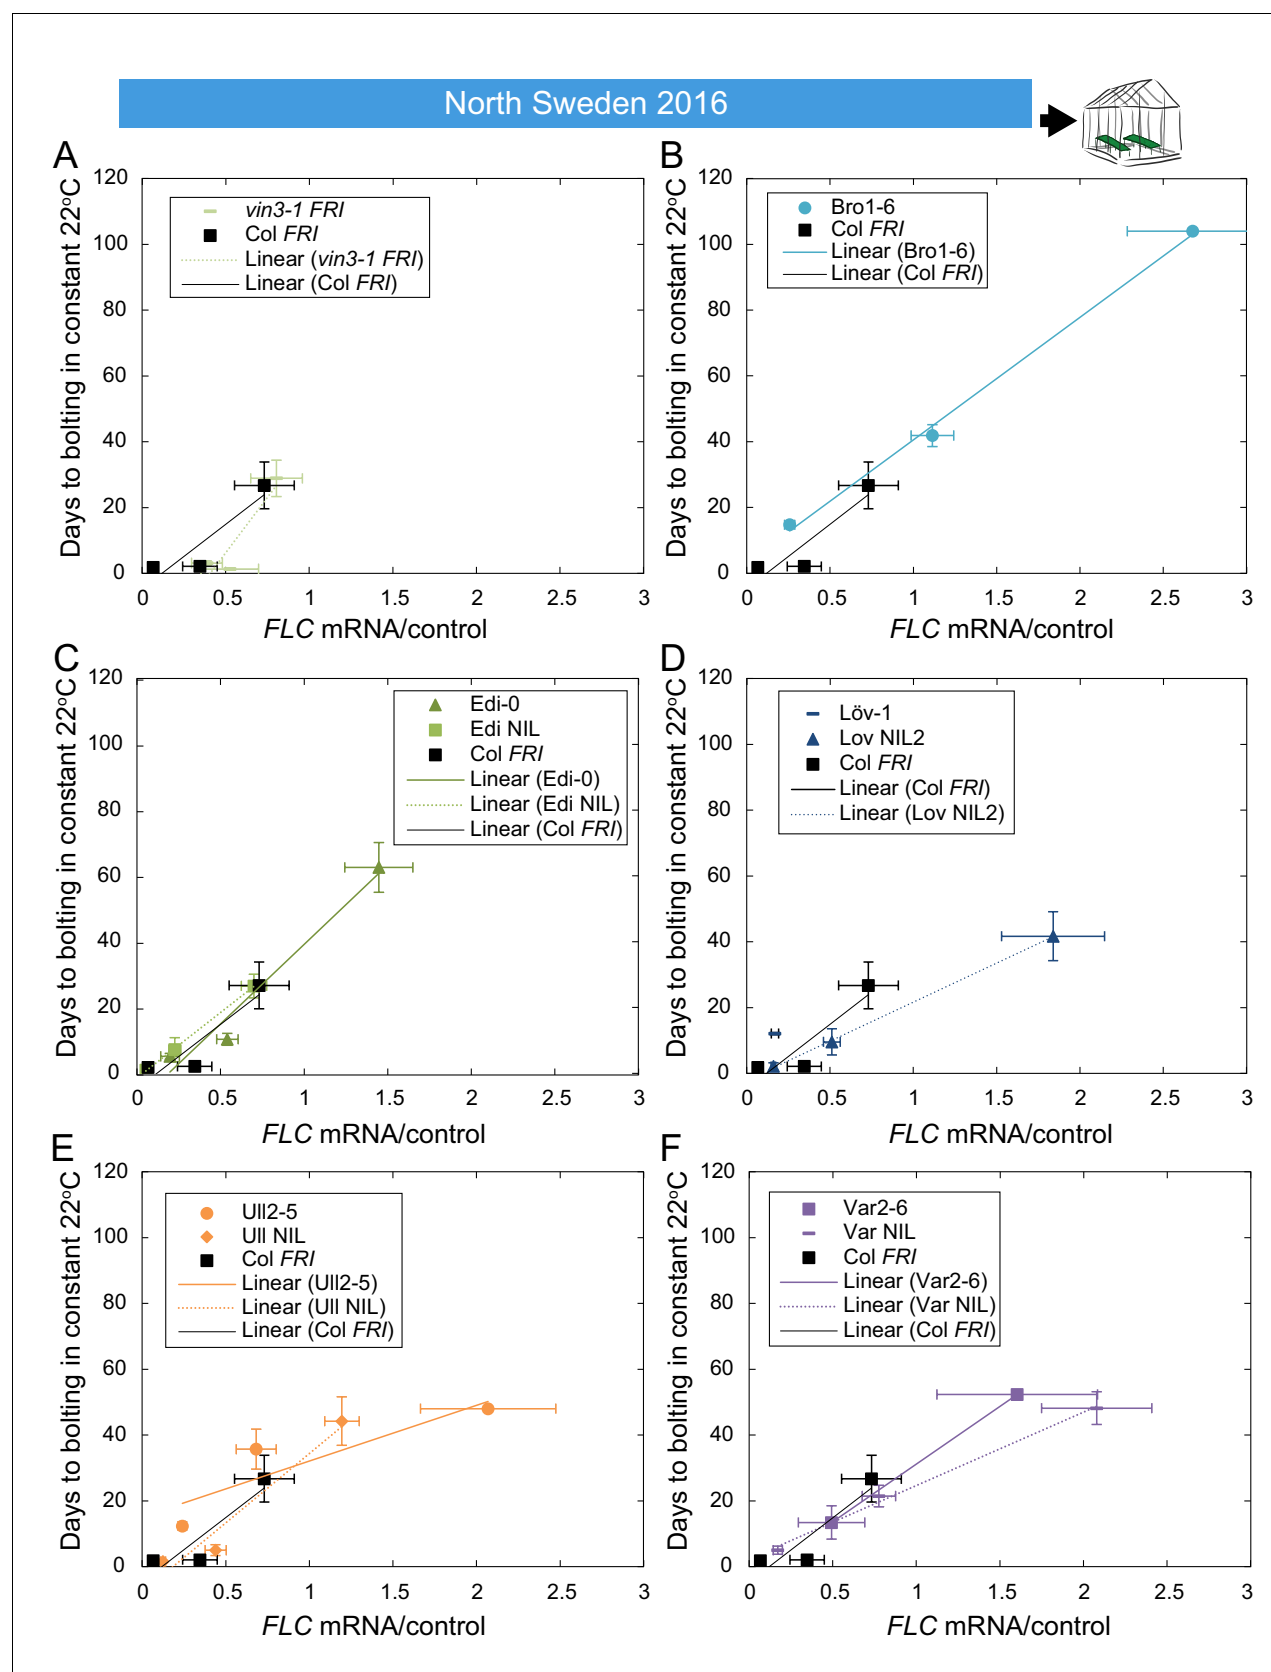 North Sweden 2016
A
Days to bolting in constant 22°C
120
100
80
60
40
20
0
vin3-1 FRI
Col FRI
Linear (vin3-1 FRI)
Linear (Col FRI)
0 0.5 1 1.5 2 2.5 3
FLC mRNA/control
B
Days to bolting in constant 22°C
120
100
80
60
40
20
0
Bro1-6
Col FRI
Linear (Bro1-6)
Linear (Col FRI)
0 0.5 1 1.5 2 2.5 3
FLC mRNA/control
C
Days to bolting in constant 22°C
120
100
80
60
40
20
0
Edi-0
Edi NIL
Col FRI
Linear (Edi-0)
Linear (Edi NIL)
Linear (Col FRI)
0 0.5 1 1.5 2 2.5 3
FLC mRNA/control
D
Days to bolting in constant 22°C
120
100
80
60
40
20
0
Löv-1
Lov NIL2
Col FRI
Linear (Col FRI)
Linear (Lov NIL2)
0 0.5 1 1.5 2 2.5 3
FLC mRNA/control
E
Days to bolting in constant 22°C
120
100
80
60
40
20
0
Ull2-5
Ull NIL
Col FRI
Linear (Ull2-5)
Linear (Ull NIL)
Linear (Col FRI)
0 0.5 1 1.5 2 2.5 3
FLC mRNA/control
F
Days to bolting in constant 22°C
120
100
80
60
40
20
0
Var2-6
Var NIL
Col FRI
Linear (Var2-6)
Linear (Var NIL)
Linear (Col FRI)
0 0.5 1 1.5 2 2.5 3
FLC mRNA/control